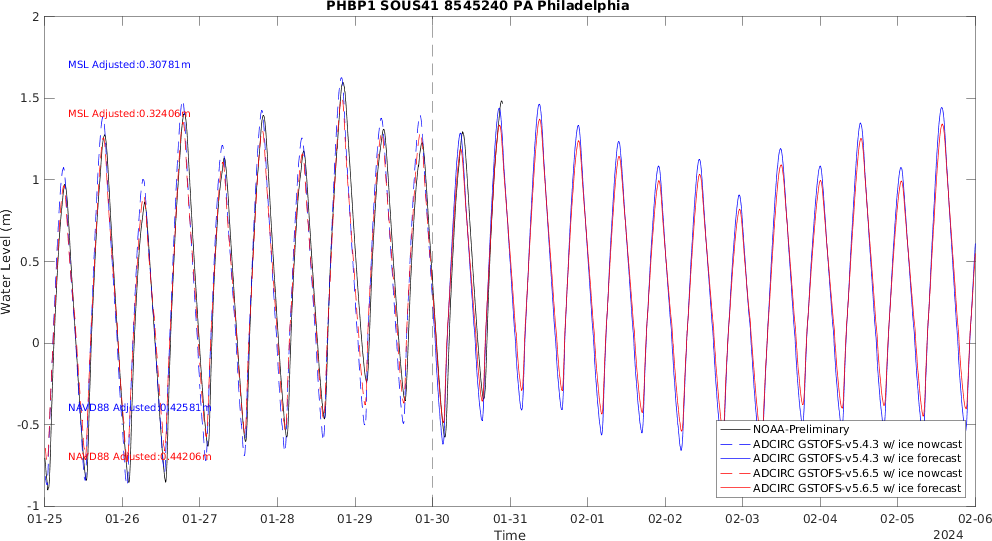 PHBP1 SOUS41 8545240 PA Philadelphia
2
1.5
1
0.5
0
-0.5
-1
Water Level (m)
MSL Adjusted:0.30781m
MSL Adjusted:0.32406m
NAVD88 Adjusted:0.42581m
NAVD88 Adjusted:0.44206m
NOAA-Preliminary
ADCIRC GSTOFS-v5.4.3 w/ ice nowcast
ADCIRC GSTOFS-v5.4.3 w/ ice forecast
ADCIRC GSTOFS-v5.6.5 w/ ice nowcast
ADCIRC GSTOFS-v5.6.5 w/ ice forecast
01-25 01-26 01-27 01-28 01-29 01-30 01-31 02-01 02-02 02-03 02-04 02-05 02-06
Time
2024